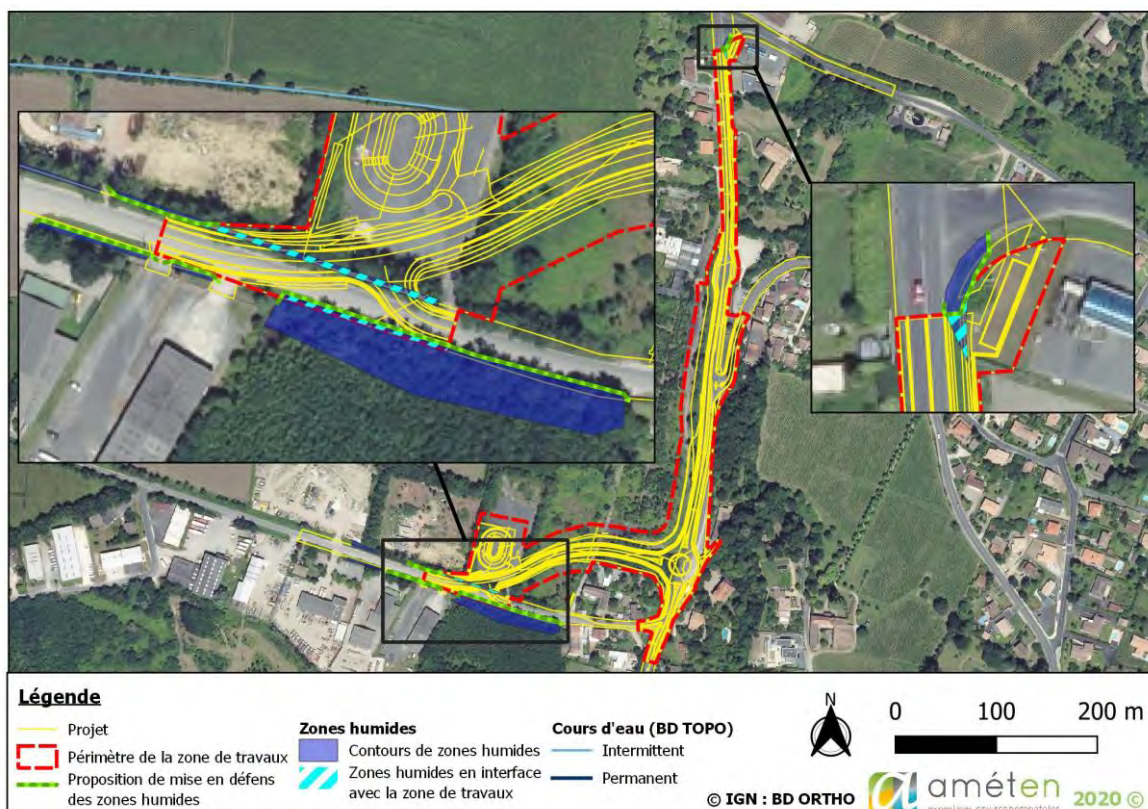 Légende
Projet
Périmètre de la zone de travaux
Proposition de mise en défens
des zones humides
Zones humides
Contours de zones humides
Zones humides en interface
avec la zone de travaux
Cours d'eau (BD TOPO)
Intermittent
Permanent
N
0 100 200 m
© IGN : BD ORTHO
améten
2020 ©